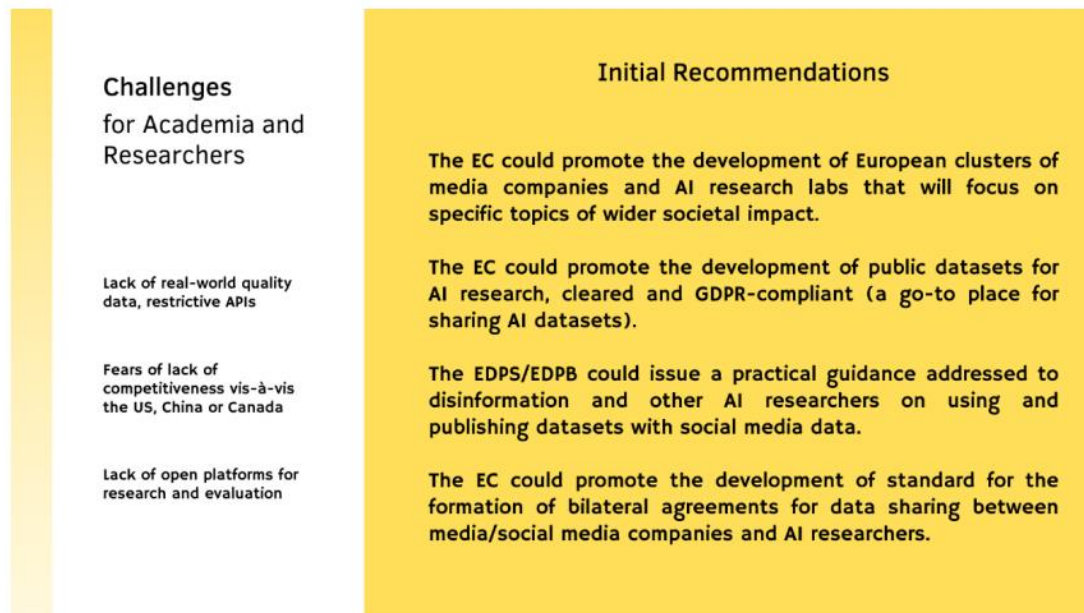 Challenges
for Academia and
Researchers
Lack of real-world quality
data, restrictive APIs
Fears of lack of
competitiveness vis-à-vis
the US, China or Canada
Lack of open platforms for
research and evaluation
Initial Recommendations
The EC could promote the development of European clusters of
media companies and AI research labs that will focus on
specific topics of wider societal impact.
The EC could promote the development of public datasets for
AI research, cleared and GDPR-compliant (a go-to place for
sharing AI datasets).
The EDPS/EDPB could issue a practical guidance addressed to
disinformation and other AI researchers on using and
publishing datasets with social media data.
The EC could promote the development of standard for the
formation of bilateral agreements for data sharing between
media/social media companies and AI researchers.